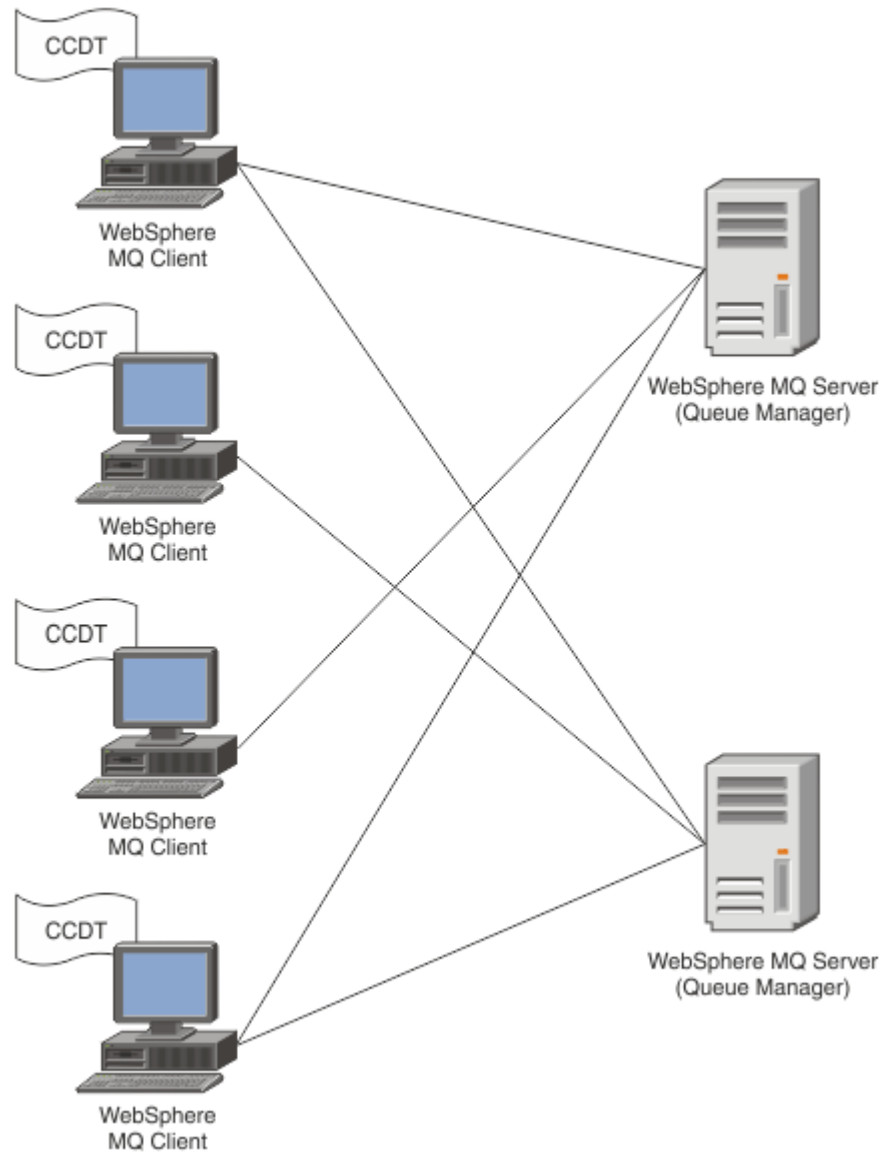 CCDT
WebSphere
MQ Client
CCDT
WebSphere
MQ Client
CCDT
WebSphere
MQ Client
CCDT
WebSphere
MQ Client
WebSphere MQ Server
(Queue Manager)
WebSphere MQ Server
(Queue Manager)